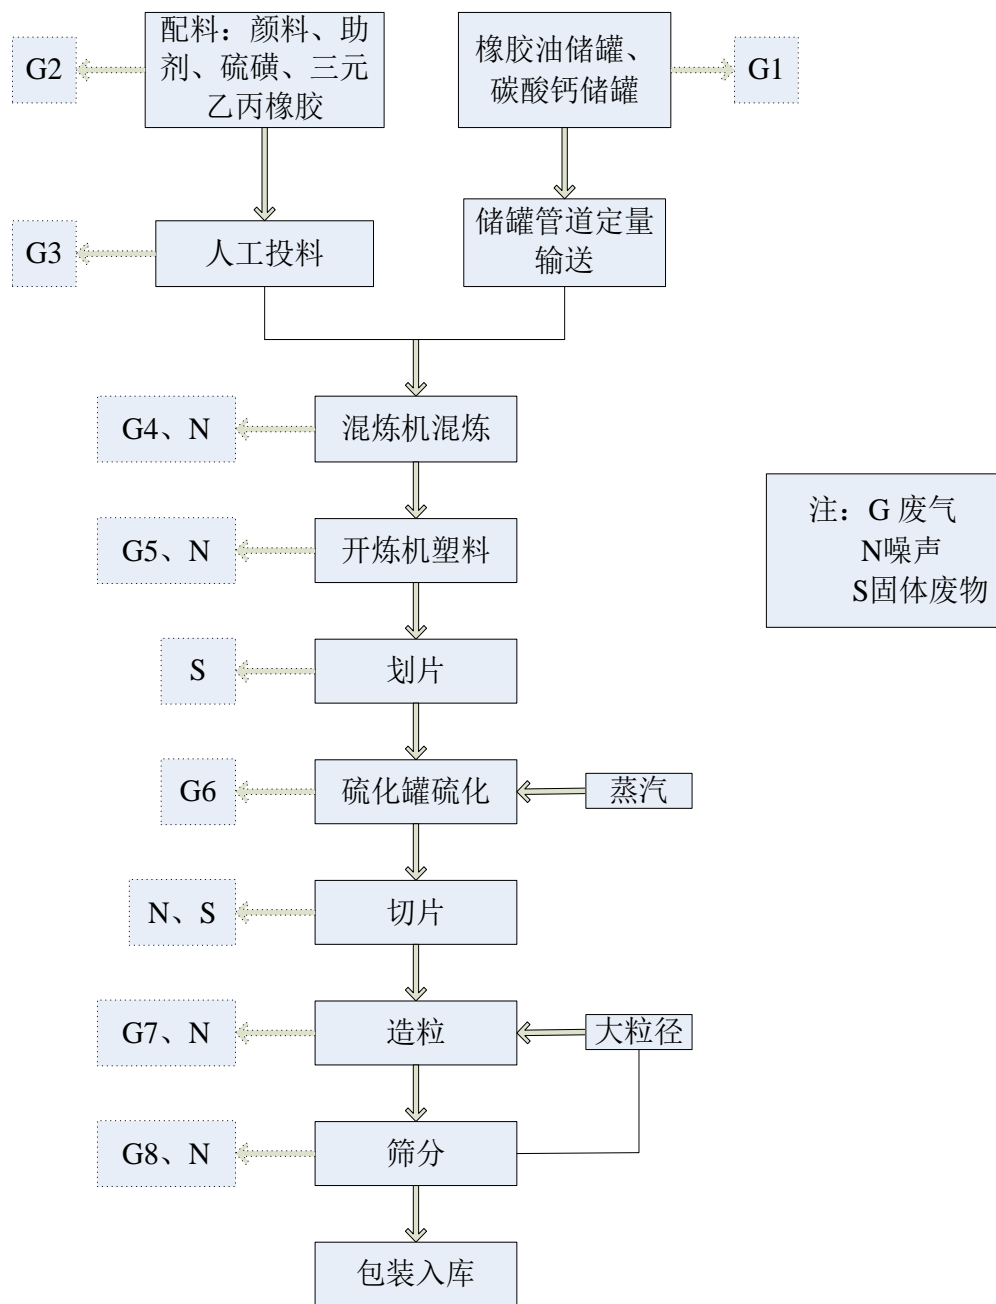 G2
配料：颜料、助
剂、硫磺、三元
乙丙橡胶
橡胶油储罐、
碳酸钙储罐
G1
G3
人工投料
储罐管道定量
输送
G4、N
混炼机混炼
G5、N
开炼机塑料
注：G 废气
N噪声
S固体废物
S
划片
G6
硫化罐硫化
蒸汽
N、S
切片
G7、N
造粒
大粒径
G8、N
筛分
包装入库